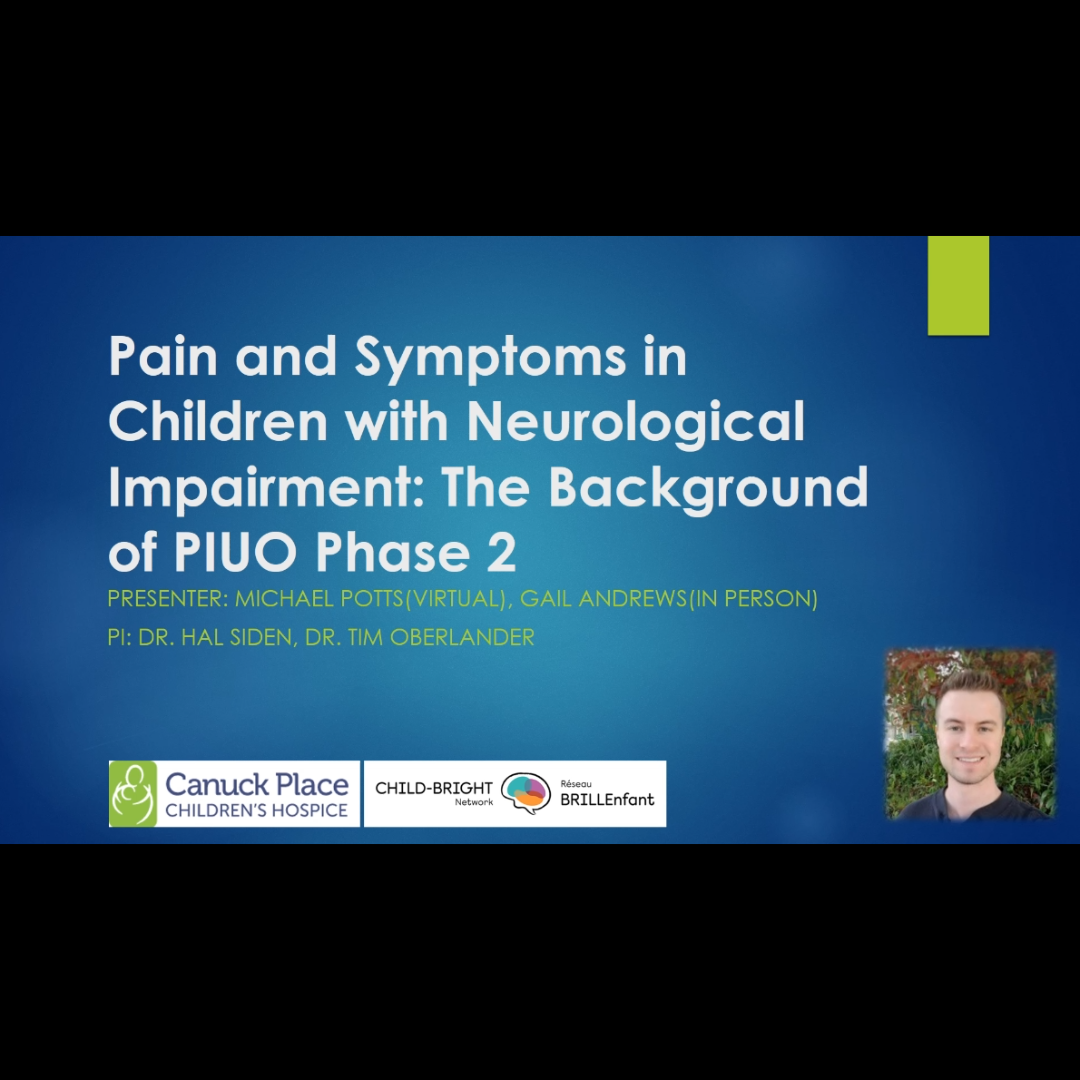 Pain and Symptoms in
Children with Neurological
Impairment: The Background
of PIUO Phase 2
PRESENTER: MICHAEL POTTS(VIRTUAL), GAIL ANDREWS(IN PERSON)
PI: DR. HAL SIDEN, DR. TIM OBERLANDER
Canuck Place
CHILDREN'S HOSPICE
CHILD-BRIGHT
Network
Réseau
BRILLEnfant